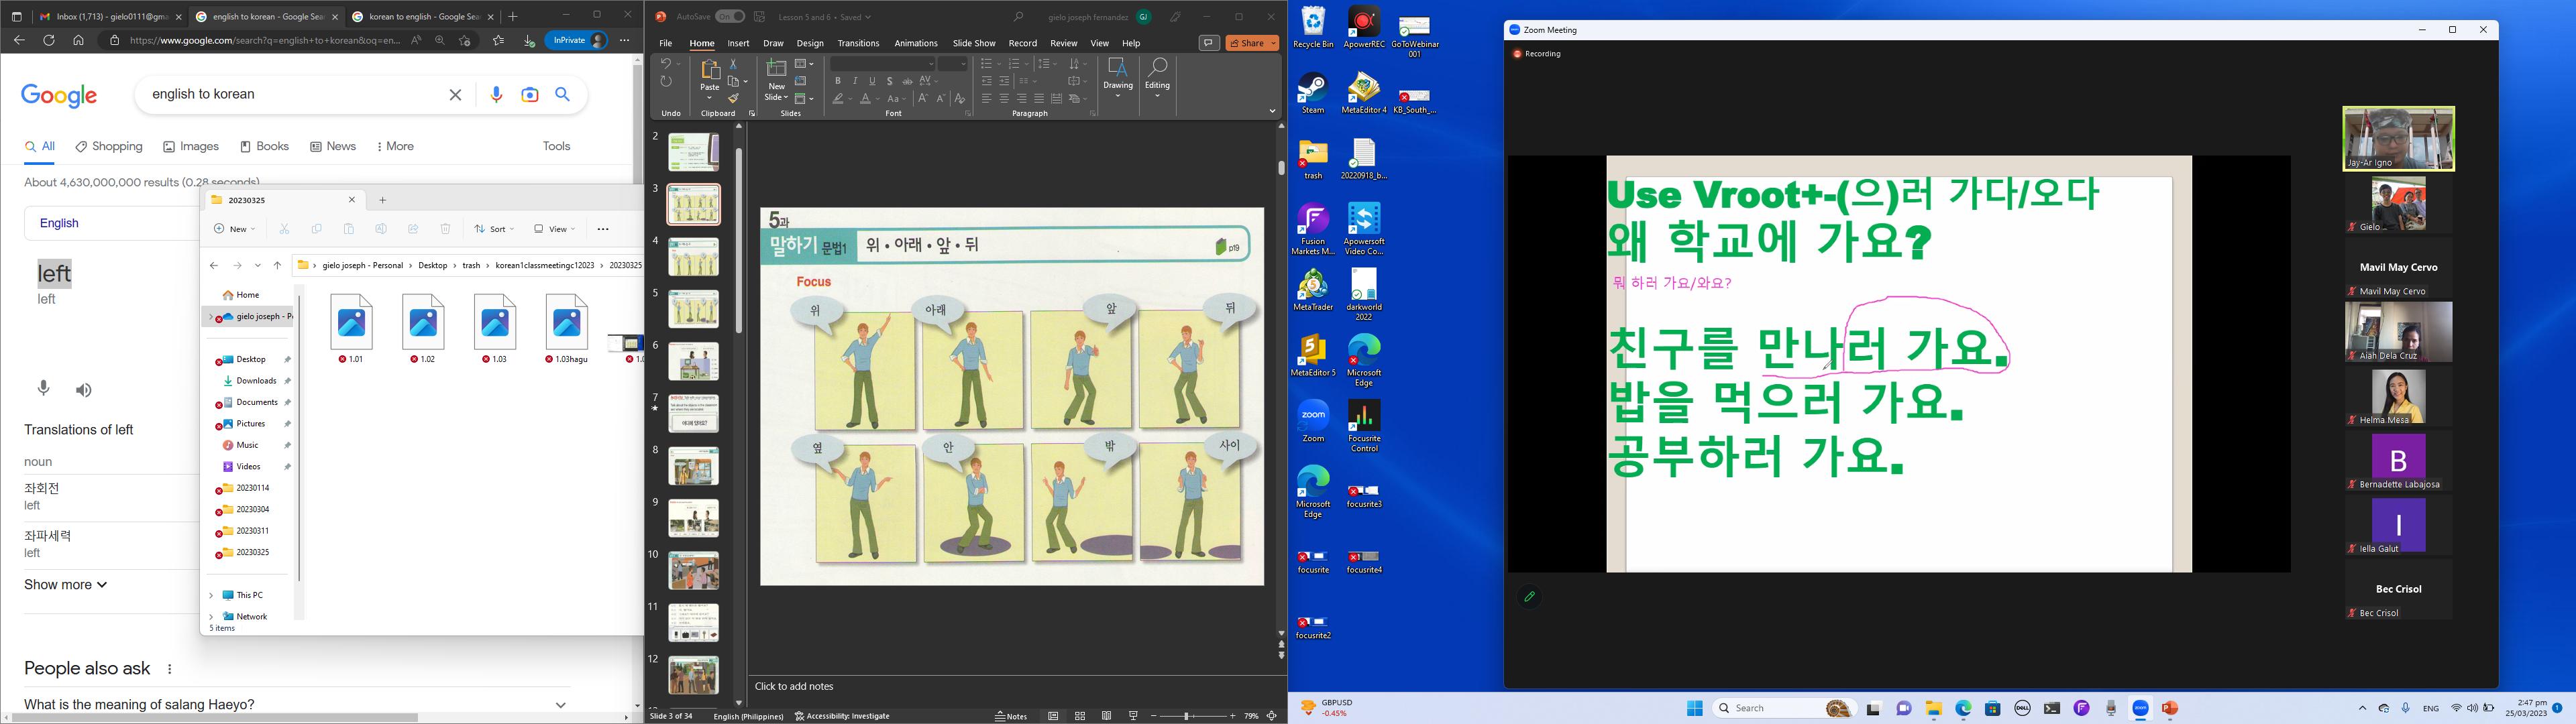 Inbox (1,713) - gielo0111@gma
english to korean - Google Sear
korean to english - Google Sea
https://www.google.com/search?q=english+to+korean&oq=en...
InPrivate
Google
english to korean
All
Shopping
Images
Books
News
More
Tools
About 4,630,000,000 results (0.28 seconds)
English
left
left
Translations of left
noun
좌회전
left
좌파세력
left
Show more
People also ask
What is the meaning of salang Haeyo?
20230325
New
Sort
View
gielo joseph - Personal > Desktop > trash > korean1classmeetingc12023 > 20230325
Home
gielo joseph - P
Desktop
Downloads
Documents
Pictures
Music
Videos
20230114
20230304
20230311
20230325
This PC
Network
5 items
1.01
1.02
1.03
1.03hagu
AutoSave On
Lesson 5 and 6 • Saved
gielo joseph fernandez
GJ
File Home Insert Draw Design Transitions Animations Slide Show Record Review View Help
Share
Paste
New Slide
Drawing
Editing
Undo Clipboard Slides Font Paragraph
2
3
4
5
6
7
8
9
10
11
12
5과
말하기 문법1 위 • 아래 • 앞 • 뒤
p19
Focus
위
아래
앞
뒤
옆
안
밖
사이
Click to add notes
Slide 3 of 34
English (Philippines)
Accessibility: Investigate
Notes
79%
Recycle Bin
ApowerREC
GoToWebinar 001
Steam
MetaEditor 4
KB_South_...
trash
20220918_b...
Fusion Markets M...
Apowersoft Video Co...
MetaTrader
darkworld 2022
MetaEditor 5
Microsoft Edge
Zoom
Focusrite Control
Microsoft Edge
focusrite3
focusrite
focusrite4
focusrite2
Zoom Meeting
Recording
Use Vroot+-(으)러 가다/오다
왜 학교에 가요?
뭐 하러 가요/와요?
친구를 만나러 가요.
밥을 먹으러 가요.
공부하러 가요.
Jay-Ar Igno
Gielo
Mavil May Cervo
Mavil May Cervo
Aiah Dela Cruz
Helma Mesa
B
Bernadette Labajosa
I
Iella Galut
Bec Crisol
Bec Crisol
GBPUSD
-0.45%
Search
ENG
2:47 pm
25/03/2023